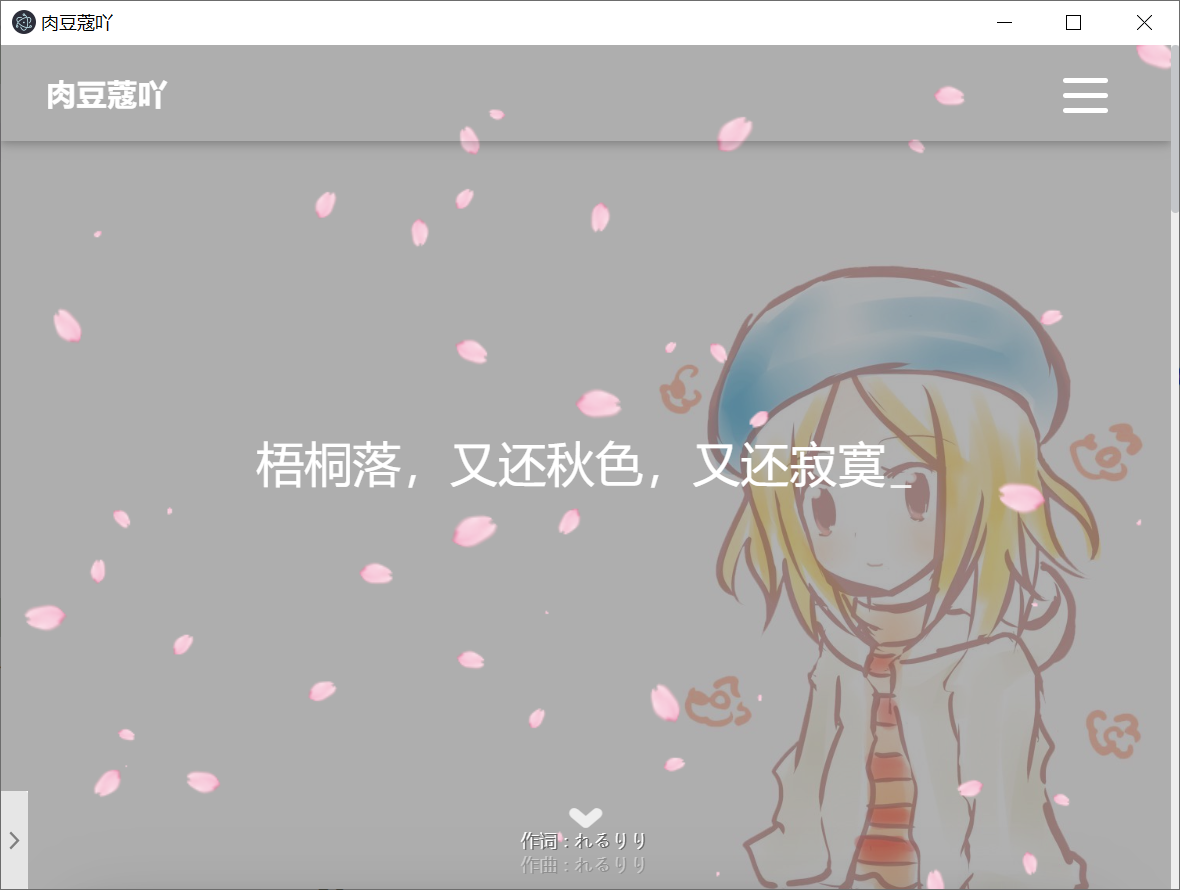 肉豆蔻吖
肉豆蔻吖
梧桐落，又还秋色，又还寂寞_
作词 : れるりり
作曲 : れるりり